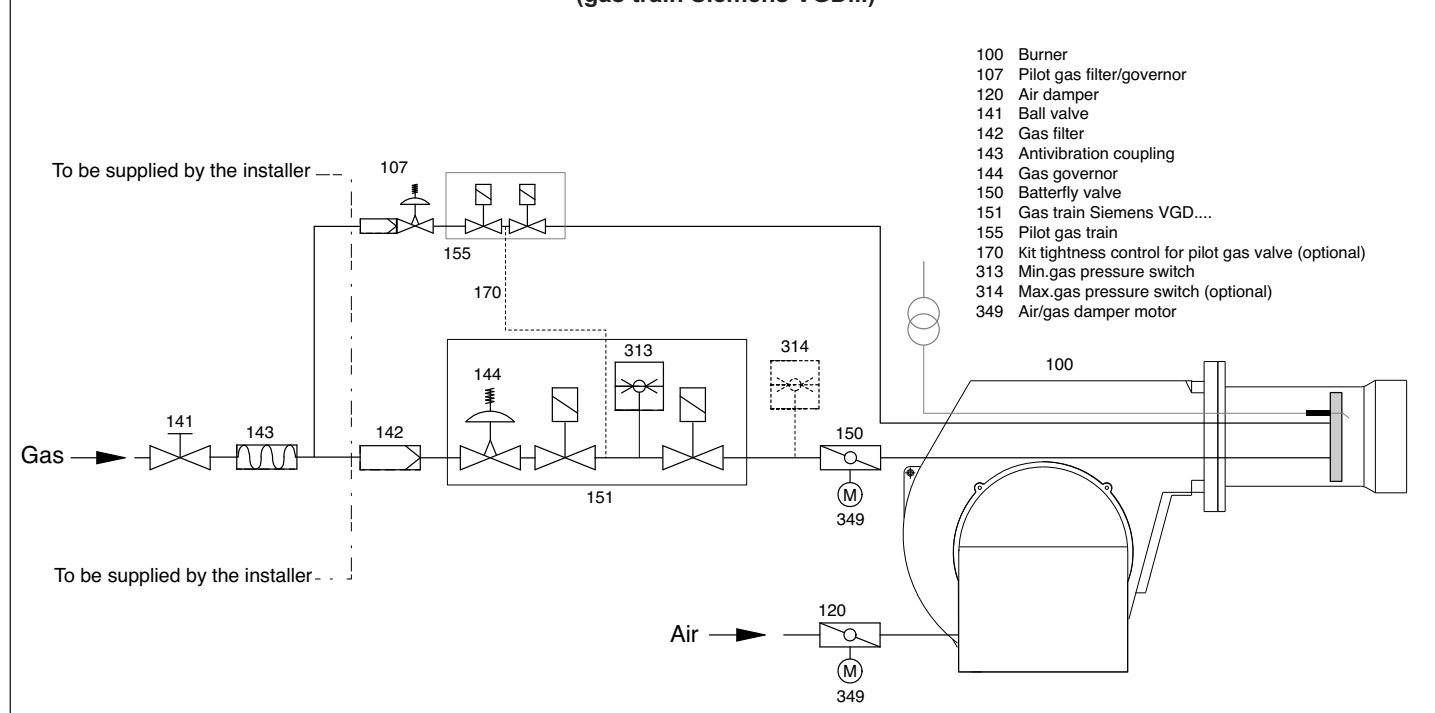 (gas train Siemens VGD...)
100 Burner
107 Pilot gas filter/governor
120 Air damper
141 Ball valve
142 Gas filter
143 Antivibration coupling
144 Gas governor
150 Batterfly valve
151 Gas train Siemens VGD....
155 Pilot gas train
170 Kit tightness control for pilot gas valve (optional)
313 Min.gas pressure switch
314 Max.gas pressure switch (optional)
349 Air/gas damper motor
To be supplied by the installer
107
155
170
313
314
144
100
141
143
142
150
Gas
151
M
349
To be supplied by the installer
120
Air
M
349